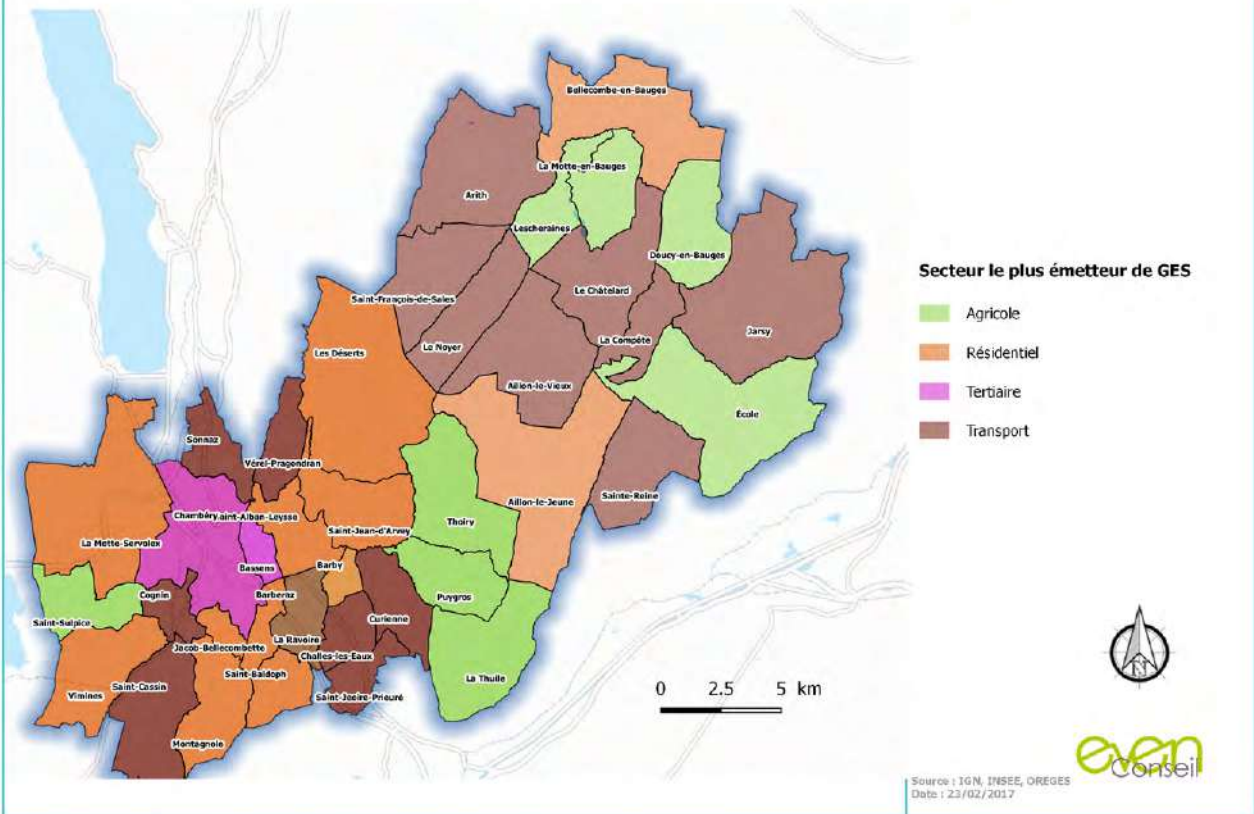 Bellecombe-en-Bauges
La Motte-en-Bauges
Arith
Lescheraines
Doucy-en-Bauges
Le Châtelard
Saint-François-de-Sales
Jarsy
La Compôte
Le Noyer
Les Déserts
Aillon-le-Vieux
École
Sonnaz
Vérel-Pragondran
Aillon-le-Jeune
Sainte-Reine
Chambéry
aint-Alban-Leysse
Thoiry
Saint-Jean-d'Arvey
La Motte-Servolex
Bassens
Barby
Cognin
Barberaz
Puygros
Saint-Sulpice
Curienne
La Ravoire
Jacob-Bellecombette
Challes-les-Eaux
Saint-Baldoph
La Thuile
Saint-Cassin
Vimines
Saint-Jeoire-Prieuré
Montagnole
Secteur le plus émetteur de GES
Agricole
Résidentiel
Tertiaire
Transport
0 2.5 5 km
N
even
Conseil
Source : IGN, INSEE, OREGES
Date : 23/02/2017